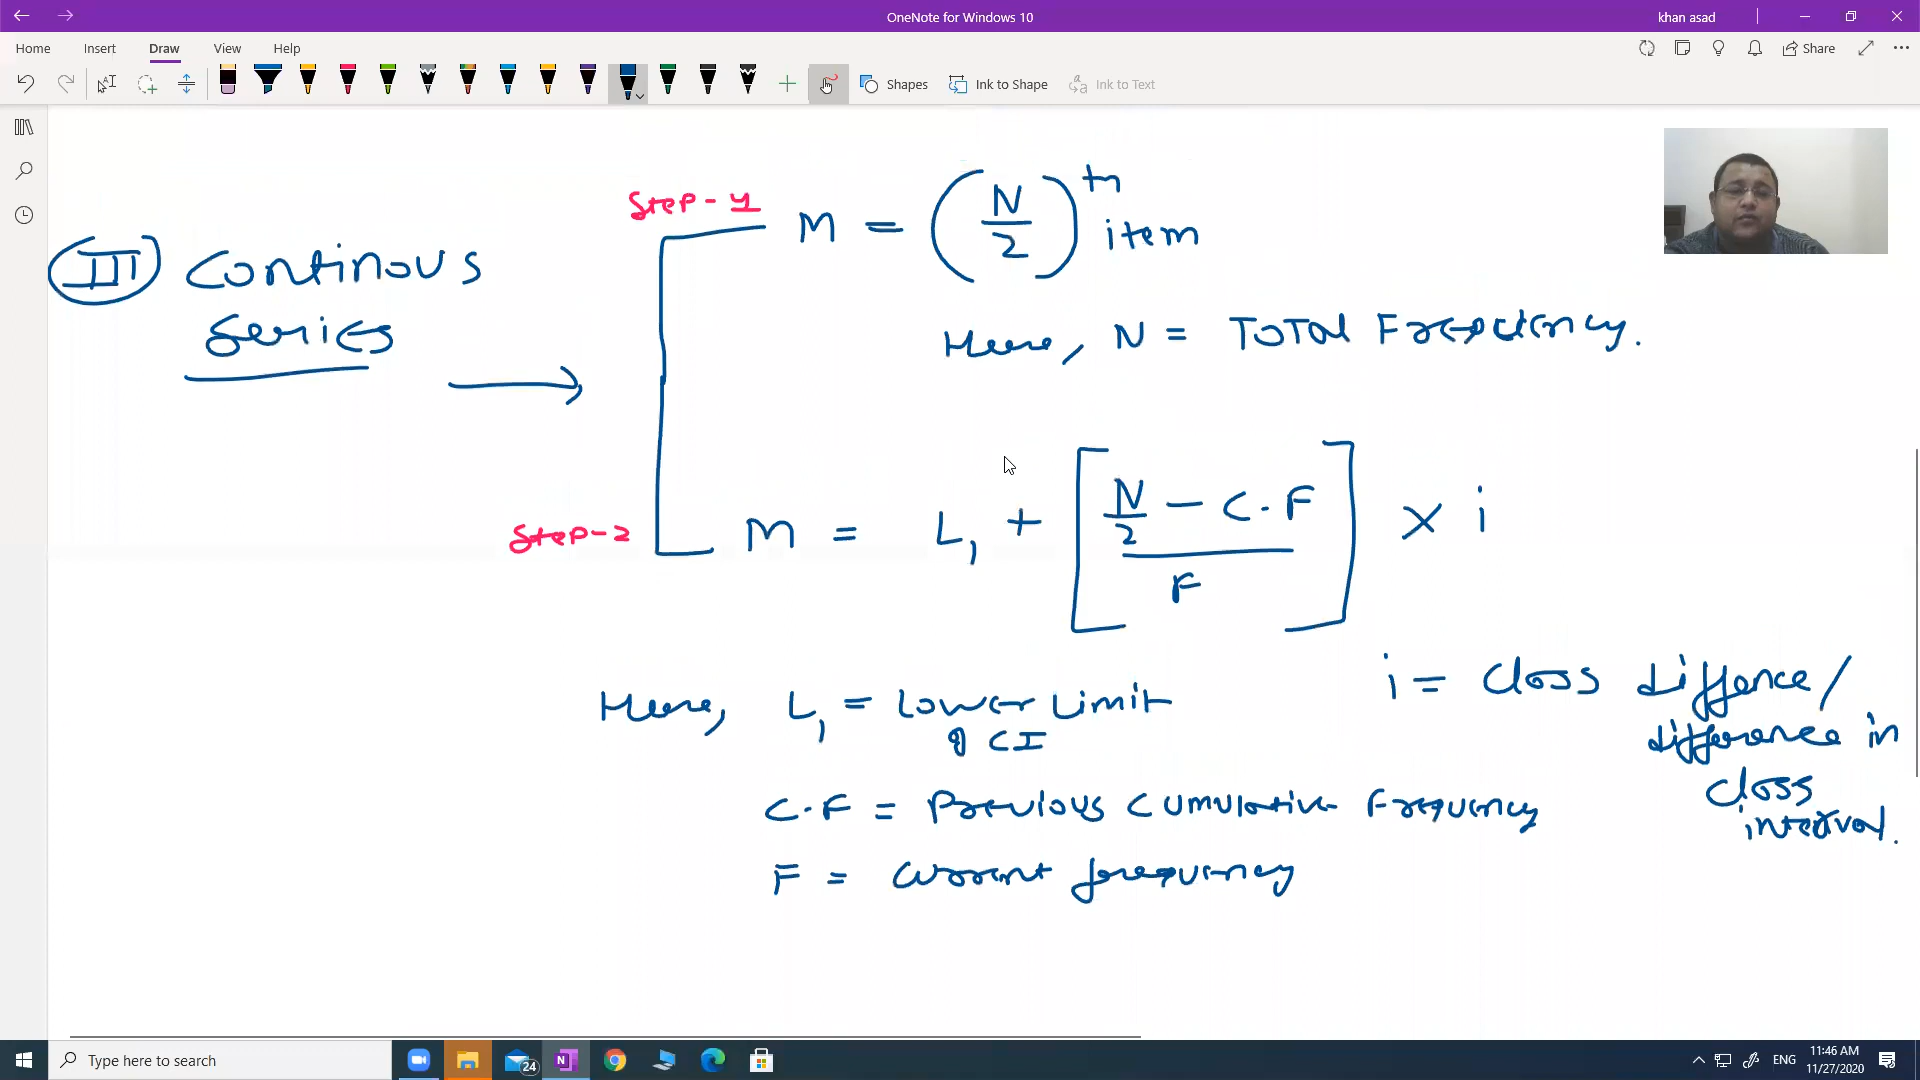 OneNote for Windows 10
khan asad
Home Insert Draw View Help
Share
Shapes
Ink to Shape
Ink to Text
Step-1
M = (N/2)th item
III Continous
Series
Here, N = Total Frequency.
Step-2
M = L1 + [N/2 - C.F / F] x i
Here, L1 = Lower Limit
of CI
i = Class diffence/
difference in
class
interval.
C.F = Previous Cumulative Frequency
F = Current frequency
Type here to search
24
ENG
11:46 AM
11/27/2020